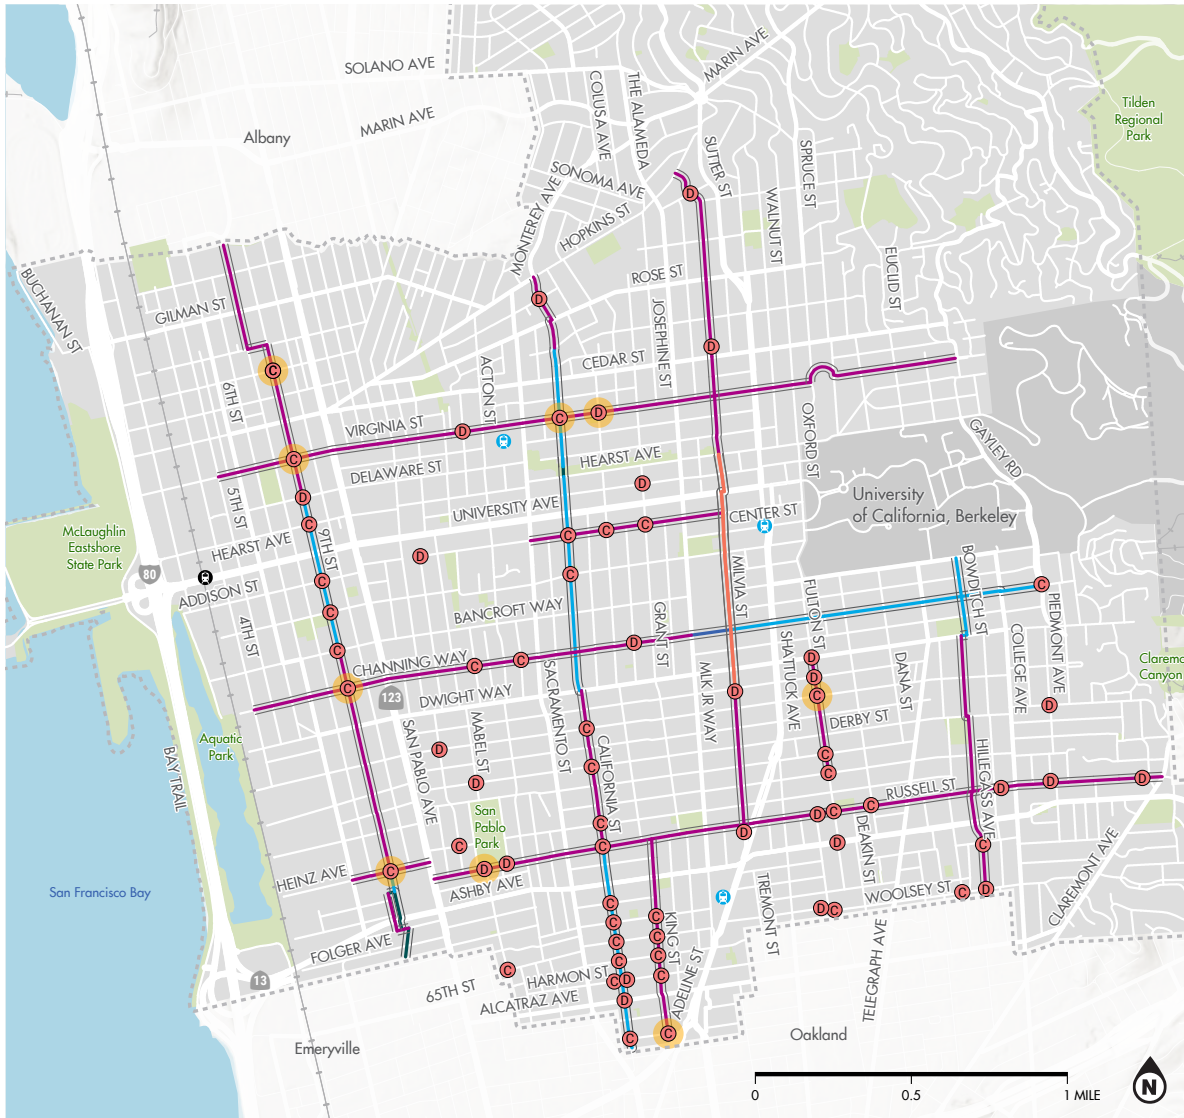 SOLANO AVE
MARIN AVE
Albany
MARIN AVE
COLUSA AVE
THE ALAMEDA
Tilden
Regional
Park
SUTTER ST
SPRUCE ST
SONOMA AVE
MONTEREY AVE
HOPKINS ST
WALNUT ST
EUCLID ST
BUCHANAN ST
GILMAN ST
ROSE ST
JOSEPHINE ST
D
D
D
C
CEDAR ST
ACTON ST
6TH ST
VIRGINIA ST
D
C
D
OXFORD ST
GAYLEY RD
C
DELAWARE ST
HEARST AVE
D
5TH ST
D
UNIVERSITY AVE
University
of California, Berkeley
CENTER ST
C
C
C
C
McLaughlin
Eastshore
State Park
HEARST AVE
9TH ST
D
80
ADDISON ST
C
C
BOWDITCH ST
MILVIA ST
FULTON ST
C
PIEDMONT AVE
C
BANCROFT WAY
GRANT ST
4TH ST
COLLEGE AVE
SHATTUCK AVE
D
C
CHANNING WAY
C
C
D
D
DANA ST
Claremo
Canyon
C
123
DWIGHT WAY
SACRAMENTO ST
MLK JR WAY
D
C
D
SAN PABLO AVE
MABEL ST
DERBY ST
Aquatic
Park
C
CALIFORNIA ST
BAY TRAIL
D
C
C
HILLEGASS AVE
D
C
D
D
D
RUSSELL ST
San
Pablo
Park
C
D
C
C
D
DEAKIN ST
C
C
D
C
CLAREMONT AVE
HEINZ AVE
C
D
D
ASHBY AVE
TREMONT ST
WOOLSEY ST
C
D
San Francisco Bay
C
C
D
C
KING ST
C
C
C
FOLGER AVE
C
C
ADELINE ST
TELEGRAPH AVE
13
65TH ST
C
HARMON ST
C
D
C
ALCATRAZ AVE
D
C
C
Oakland
Emeryville
0
0.5
1 MILE
N